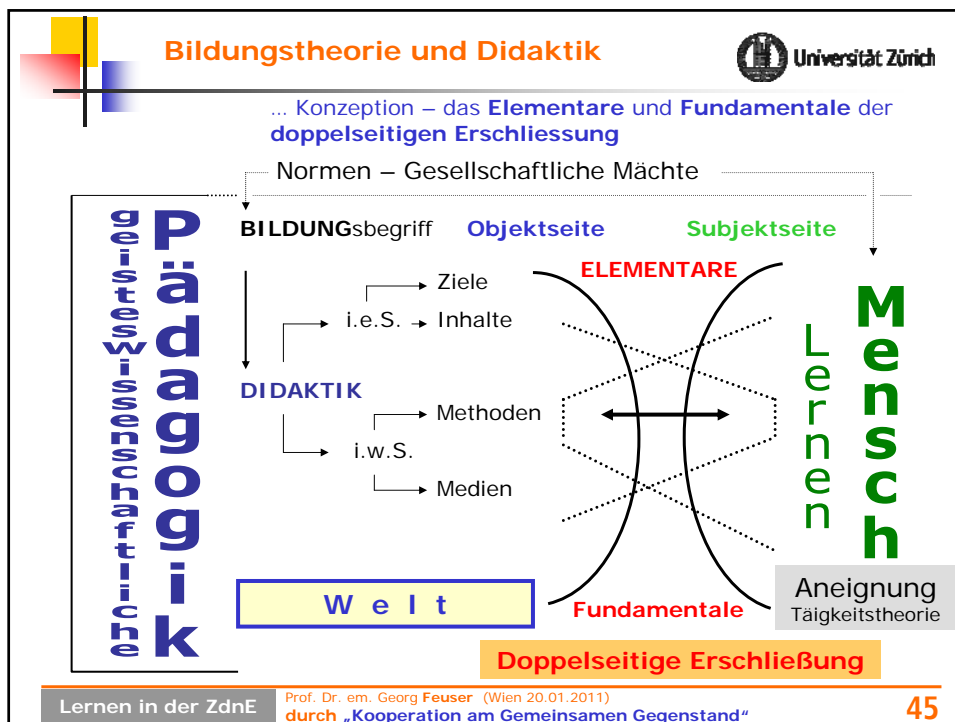 Bildungstheorie und Didaktik
Universität Zürich
... Konzeption – das Elementare und Fundamentale der
doppelseitigen Erschliessung
Normen – Gesellschaftliche Mächte
geisteswissenschaftliche
Pädagogik
BILDUNGsbegriff
Objektseite
Subjektseite
ELEMENTARE
Ziele
i.e.S.
Inhalte
DIDAKTIK
Methoden
i.w.S.
Medien
Lernen
Mensch
Welt
Fundamentale
Aneignung
Täigkeitstheorie
Doppelseitige Erschließung
Lernen in der ZdnE
Prof. Dr. em. Georg Feuser (Wien 20.01.2011)
durch „Kooperation am Gemeinsamen Gegenstand“
45